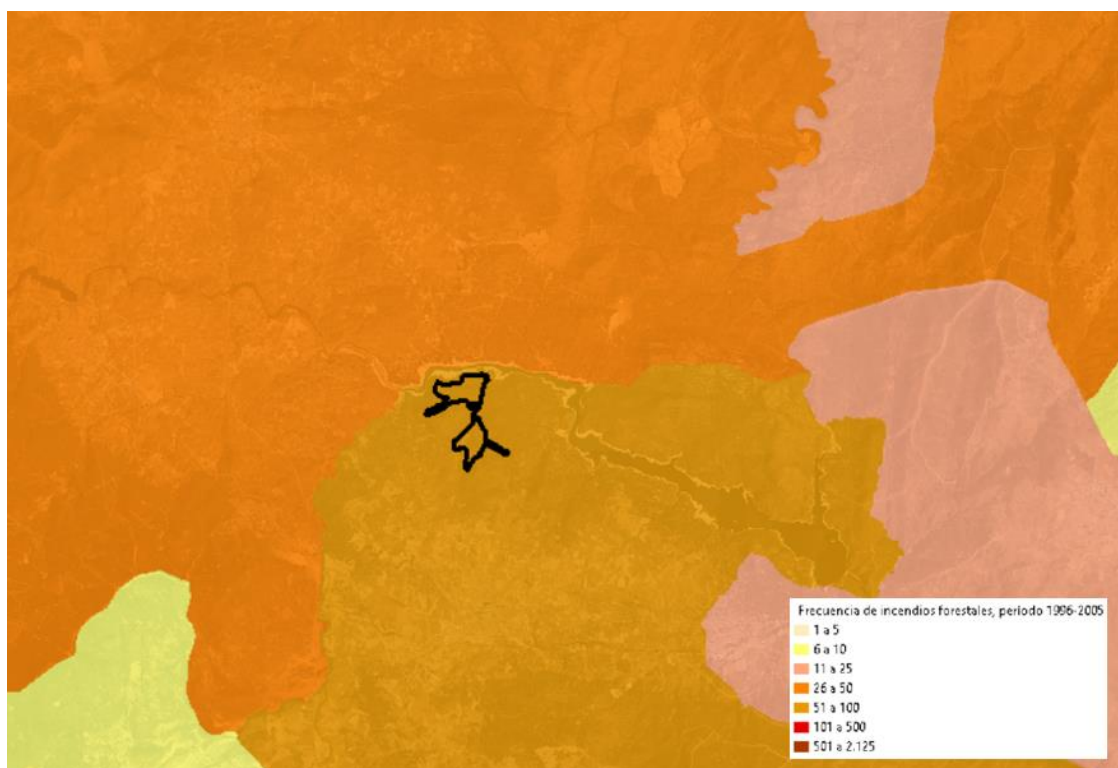 Frecuencia de incendios forestales, período 1996-2005
1 a 5
6 a 10
11 a 25
26 a 50
51 a 100
101 a 500
501 a 2.125